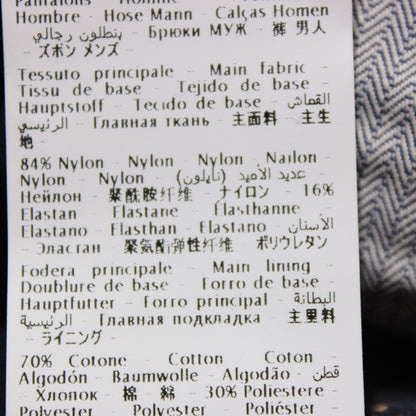 Hombre - Hose Mann - Calças Homen
- بنطلون رجالي - Брюки МУЖ - 裤 男人
- ズボン メンズ -
Tessuto principale - Main fabric -
Tissu de base - Tejido de base -
Hauptstoff - Tecido de base - القماش
الرئيسي - Главная ткань - 主面料 - 主生
地 -
84% Nylon - Nylon - Nylon - Nailon -
Nylon - Nylon - عديد الأميد (نايلون) -
Нейлон - 聚酰胺纤维 - ナイロン - 16%
Elastan - Elastane - Élasthanne -
Elastano - Elasthan - Elastano - الأستان
- Эластан - 聚氨酯弹性纤维 - ポリウレタン
Fodera principale - Main lining -
Doublure de base - Forro de base -
Hauptfutter - Forro principal - البطانة
الرئيسية - Главная подкладка - 主里料
- ライニング -
70% Cotone - Cotton - Coton -
Algodón - Baumwolle - Algodão - قطن
- Хлопок - 棉 - 綿 - 30% Poliestere -
Polyester - Polyester - Poliéster -